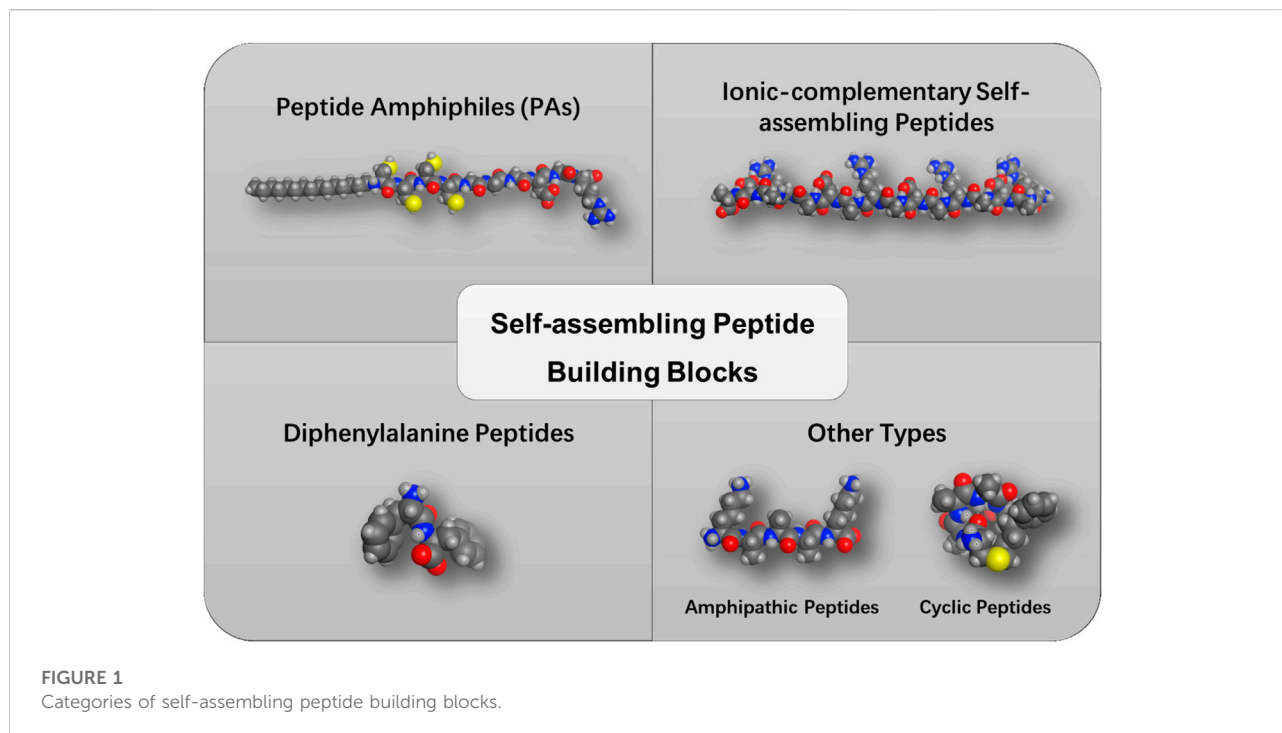 Peptide Amphiphiles (PAs)
Ionic-complementary Self-
assembling Peptides
Self-assembling Peptide
Building Blocks
Diphenylalanine Peptides
Other Types
Amphipathic Peptides
Cyclic Peptides
FIGURE 1
Categories of self-assembling peptide building blocks.